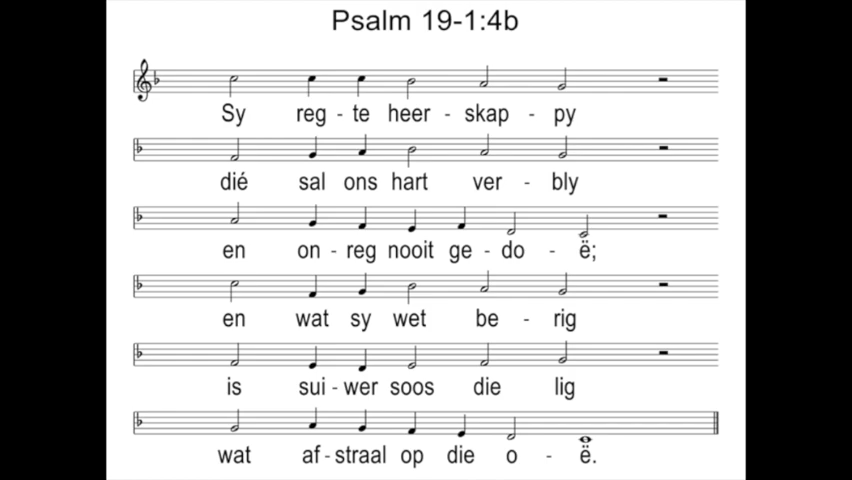 Psalm 19-1:4b
Sy reg - te heer - skap - py
dié sal ons hart ver - bly
en on-reg nooit ge - do - ë;
en wat sy wet be - rig
is sui - wer soos die lig
wat af-straal op die o - ë.